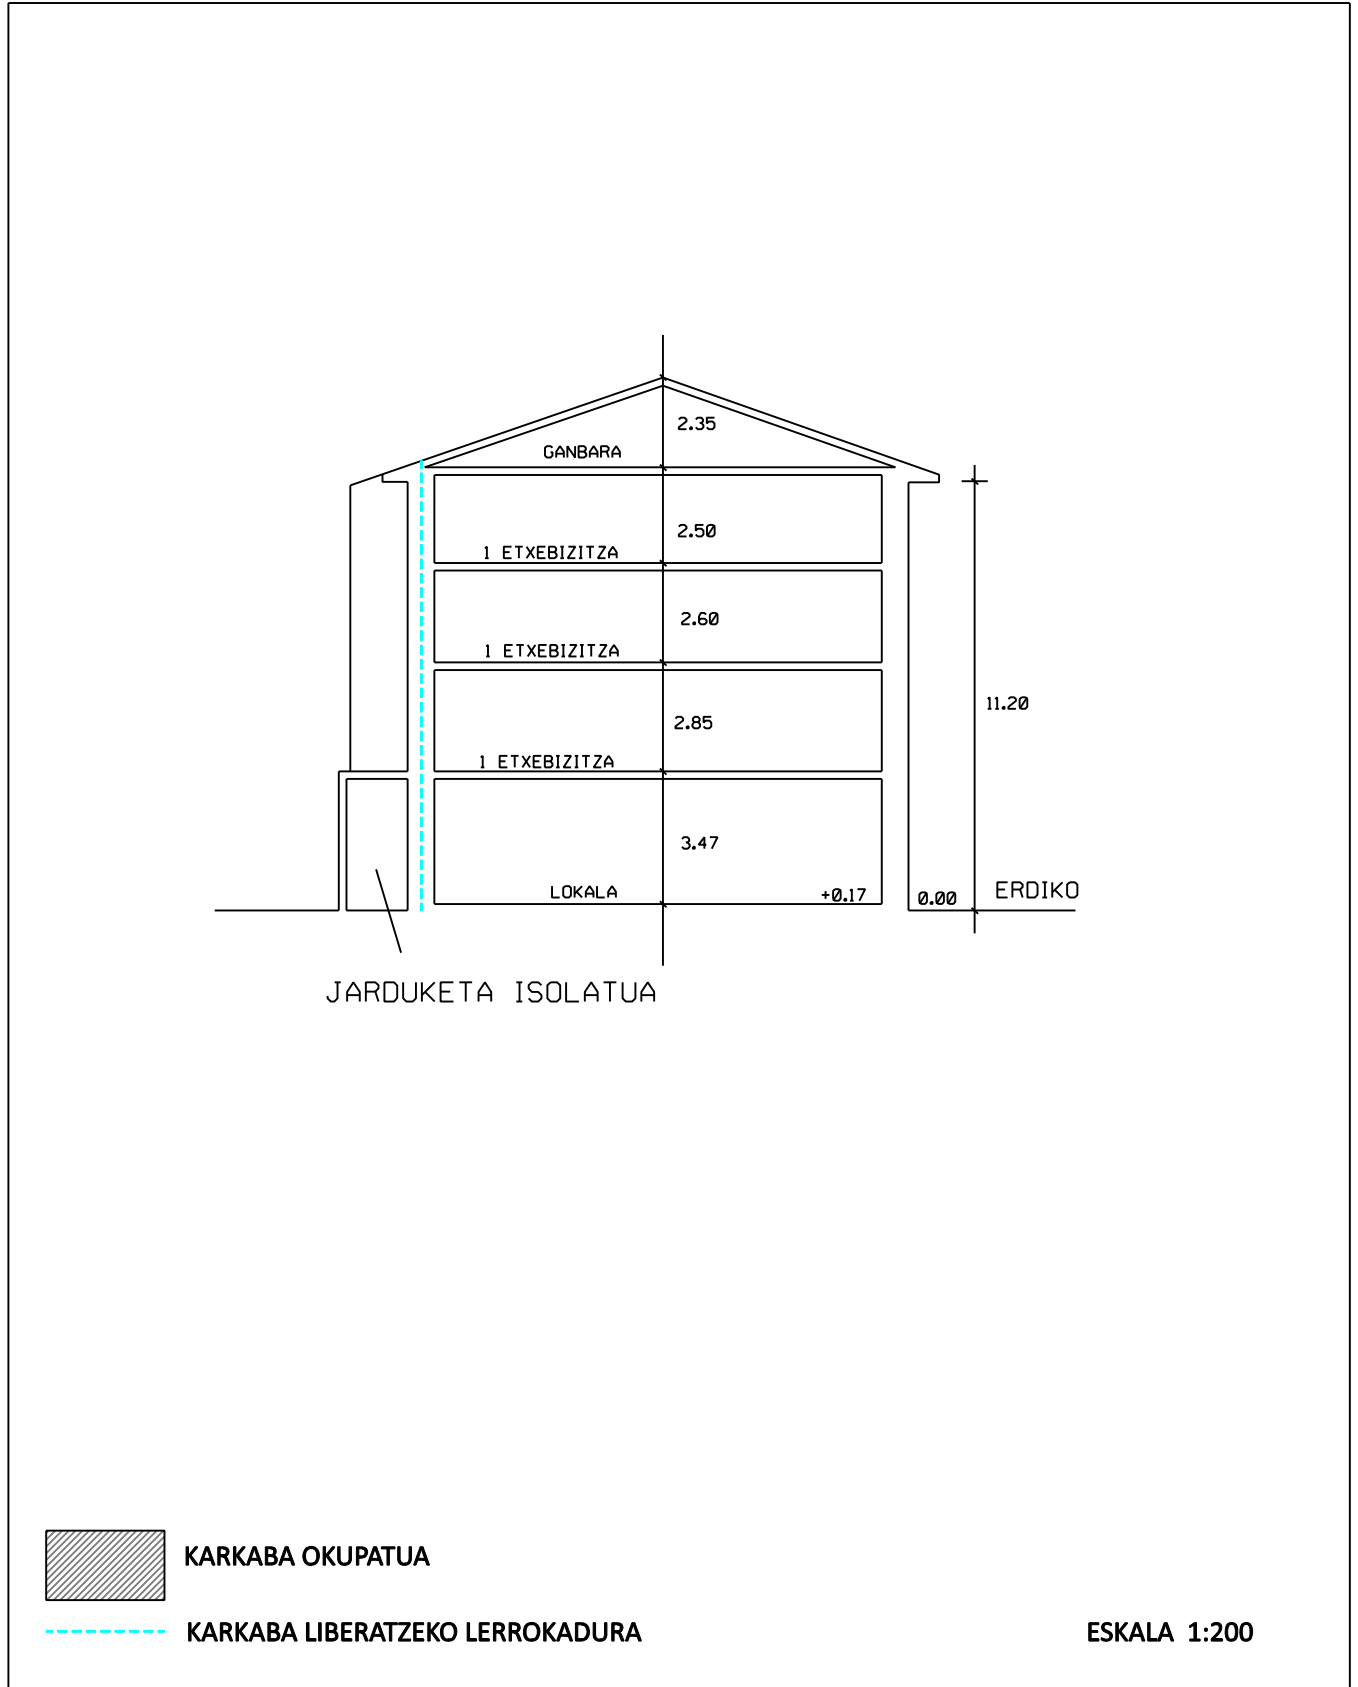 2.35
GANBARA
2.50
1 ETXEBIZITZA
2.60
1 ETXEBIZITZA
11.20
2.85
1 ETXEBIZITZA
3.47
LOKALA +0.17 0.00 ERDIKO
JARDUKETA ISOLATUA
KARKABA OKUPATUA
KARKABA LIBERATZEKO LERROKADURA ESKALA 1:200